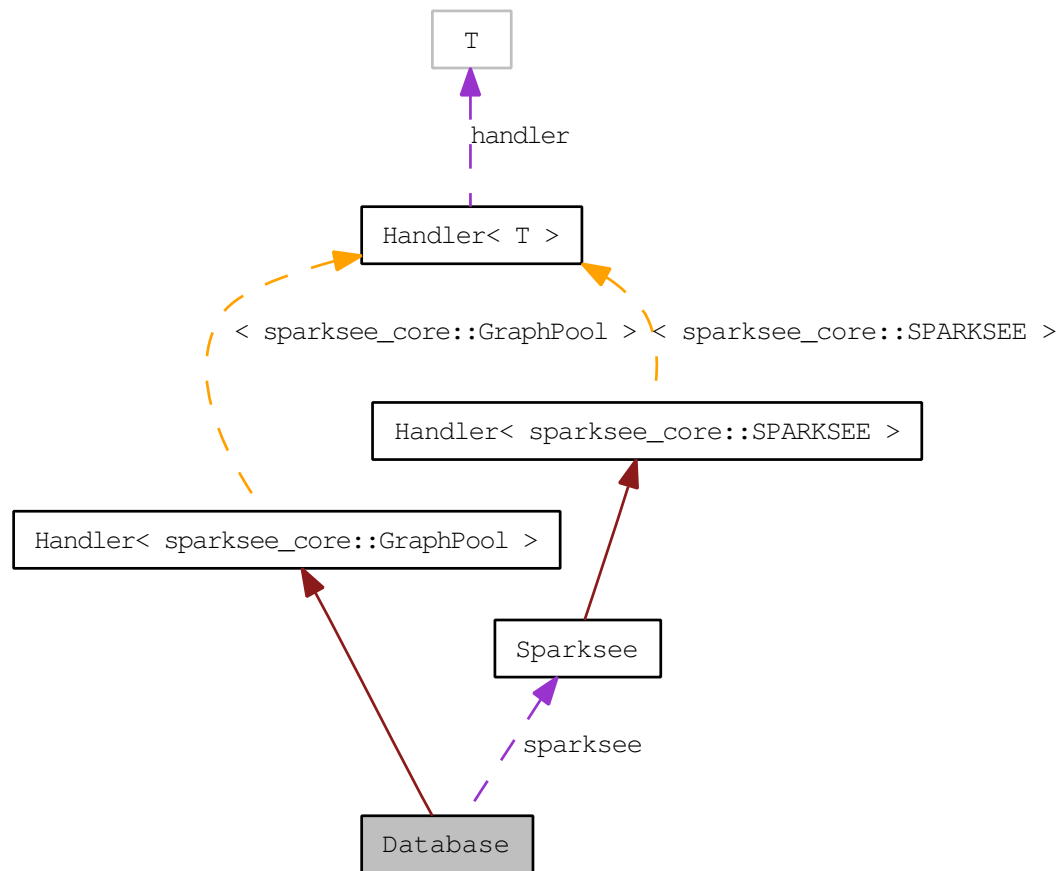 T
handler
Handler< T >
< sparksee_core::GraphPool >
< sparksee_core::SPARKSEE >
Handler< sparksee_core::SPARKSEE >
Handler< sparksee_core::GraphPool >
Sparksee
sparksee
Database